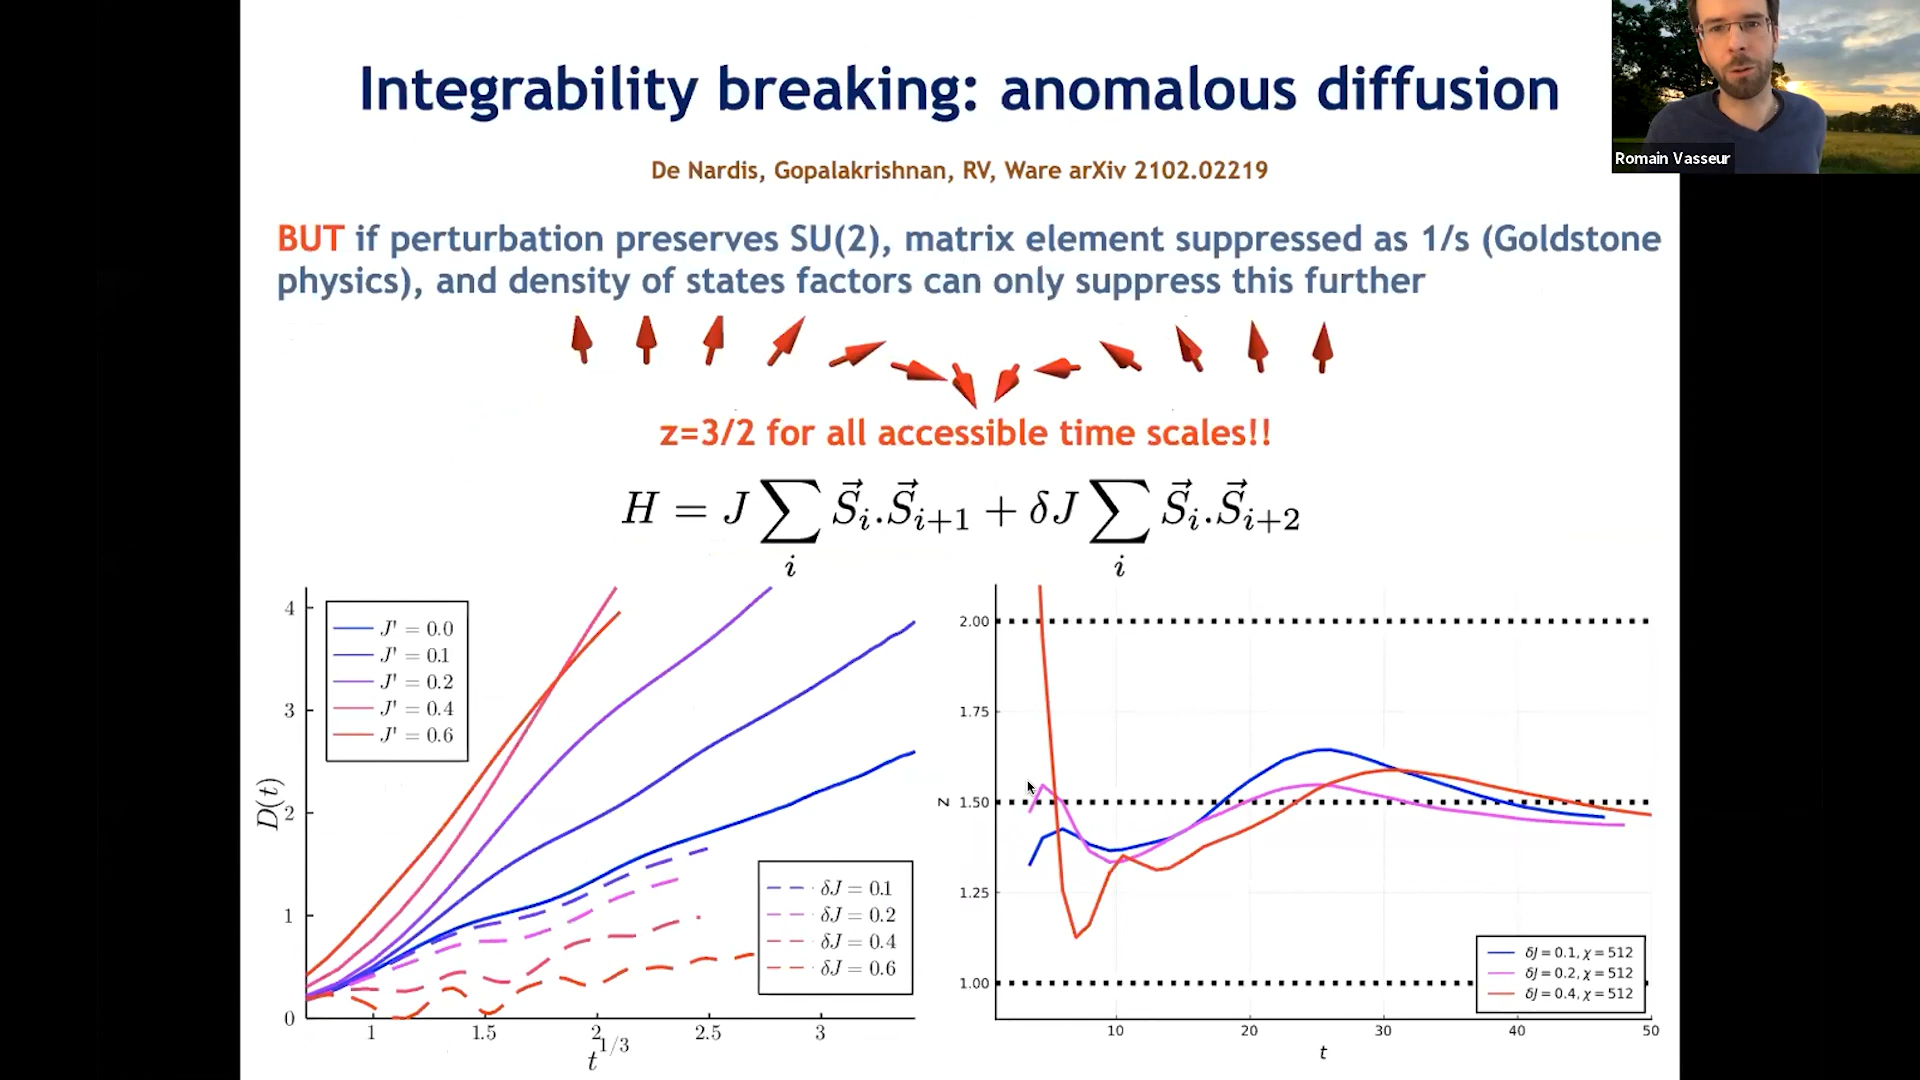 Integrability breaking: anomalous diffusion
Romain Vasseur
De Nardis, Gopalakrishnan, RV, Ware arXiv 2102.02219
BUT if perturbation preserves SU(2), matrix element suppressed as 1/s (Goldstone
physics), and density of states factors can only suppress this further
z=3/2 for all accessible time scales!!
H = J ∑_i S⃗_i.S⃗_{i+1} + δJ ∑_i S⃗_i.S⃗_{i+2}
D(t)
4
3
2
1
0
J' = 0.0
J' = 0.1
J' = 0.2
J' = 0.4
J' = 0.6
δJ = 0.1
δJ = 0.2
δJ = 0.4
δJ = 0.6
1 1.5 2 2.5 3
t^{1/3}
z
2.00
1.75
1.50
1.25
1.00
δJ = 0.1, χ = 512
δJ = 0.2, χ = 512
δJ = 0.4, χ = 512
10 20 30 40 50
t